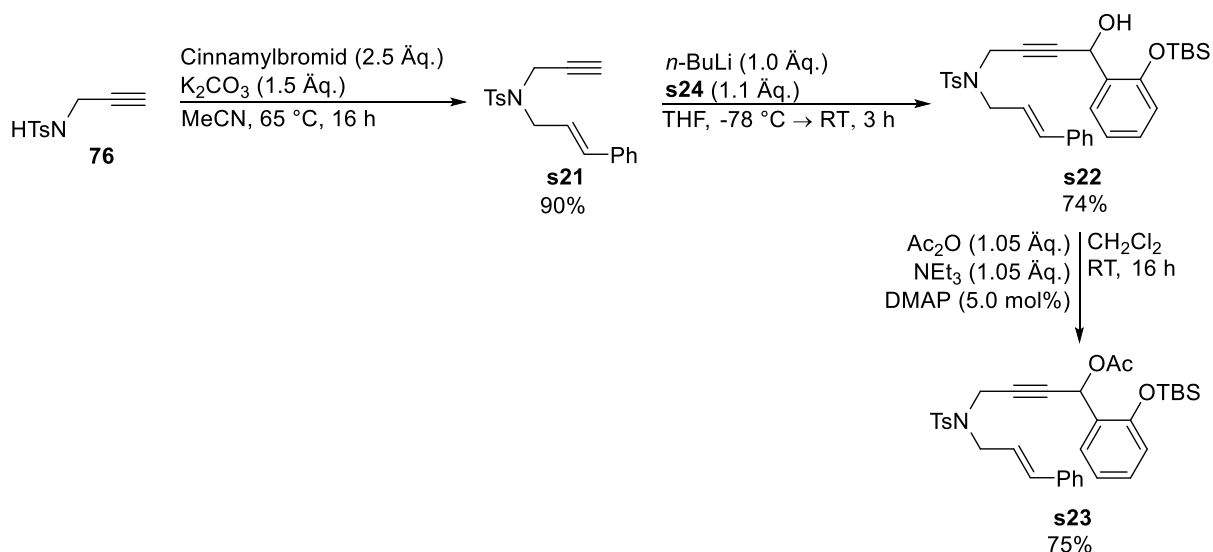 Cinnamylbromid (2.5 Äq.)
K2CO3 (1.5 Äq.)
MeCN, 65 °C, 16 h
HTsN
76
TsN
Ph
s21
90%
n-BuLi (1.0 Äq.)
s24 (1.1 Äq.)
THF, -78 °C → RT, 3 h
OH
OTBS
TsN
Ph
s22
74%
Ac2O (1.05 Äq.)
NEt3 (1.05 Äq.)
DMAP (5.0 mol%)
CH2Cl2
RT, 16 h
OAc
OTBS
TsN
Ph
s23
75%